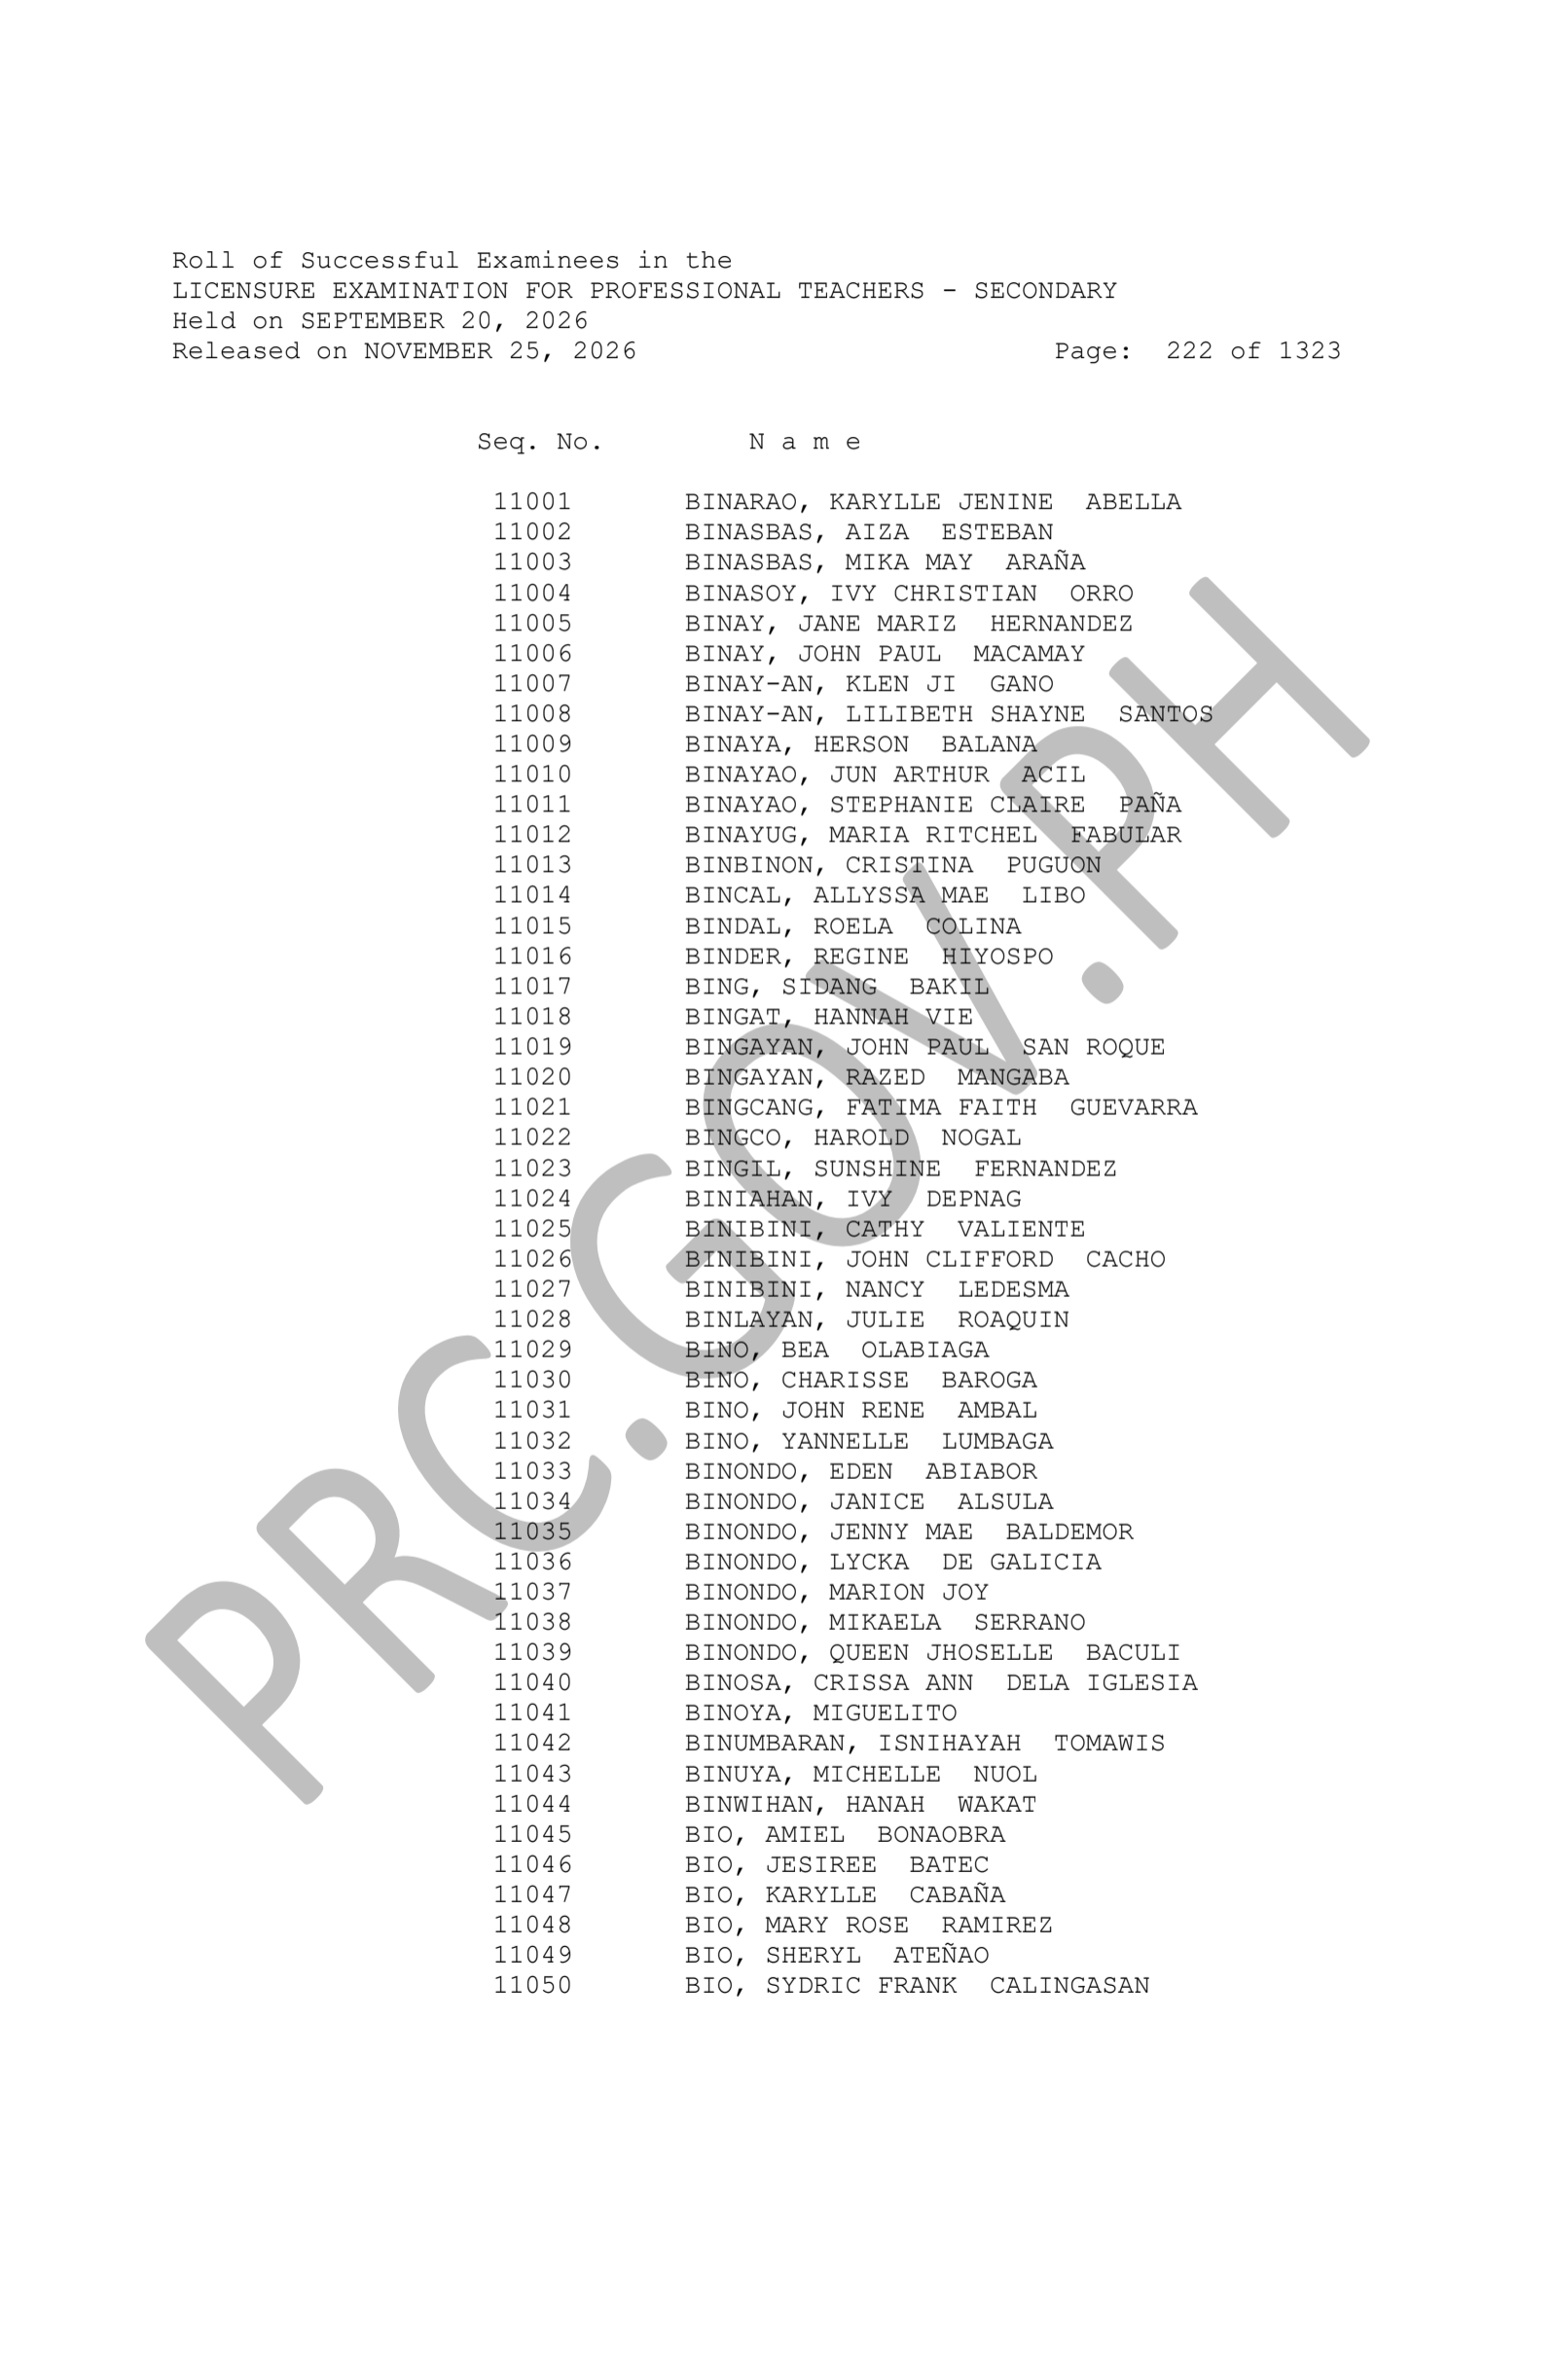 Roll of Successful Examinees in the
LICENSURE EXAMINATION FOR PROFESSIONAL TEACHERS - SECONDARY
Held on SEPTEMBER 20, 2026
Released on NOVEMBER 25, 2026 Page: 222 of 1323
Seq. No. N a m e
11001 BINARAO, KARYLLE JENINE ABELLA
11002 BINASBAS, AIZA ESTEBAN
11003 BINASBAS, MIKA MAY ARAÑA
11004 BINASOY, IVY CHRISTIAN ORRO
11005 BINAY, JANE MARIZ HERNANDEZ
11006 BINAY, JOHN PAUL MACAMAY
11007 BINAY-AN, KLEN JI GANO
11008 BINAY-AN, LILIBETH SHAYNE SANTOS
11009 BINAYA, HERSON BALANA
11010 BINAYAO, JUN ARTHUR ACIL
11011 BINAYAO, STEPHANIE CLAIRE PAÑA
11012 BINAYUG, MARIA RITCHEL FABULAR
11013 BINBINON, CRISTINA PUGUON
11014 BINCAL, ALLYSSA MAE LIBO
11015 BINDAL, ROELA COLINA
11016 BINDER, REGINE HIYOSPO
11017 BING, SIDANG BAKIL
11018 BINGAT, HANNAH VIE
11019 BINGAYAN, JOHN PAUL SAN ROQUE
11020 BINGAYAN, RAZED MANGABA
11021 BINGCANG, FATIMA FAITH GUEVARRA
11022 BINGCO, HAROLD NOGAL
11023 BINGIL, SUNSHINE FERNANDEZ
11024 BINIAHAN, IVY DEPNAG
11025 BINIBINI, CATHY VALIENTE
11026 BINIBINI, JOHN CLIFFORD CACHO
11027 BINIBINI, NANCY LEDESMA
11028 BINLAYAN, JULIE ROAQUIN
11029 BINO, BEA OLABIAGA
11030 BINO, CHARISSE BAROGA
11031 BINO, JOHN RENE AMBAL
11032 BINO, YANNELLE LUMBAGA
11033 BINONDO, EDEN ABIABOR
11034 BINONDO, JANICE ALSULA
11035 BINONDO, JENNY MAE BALDEMOR
11036 BINONDO, LYCKA DE GALICIA
11037 BINONDO, MARION JOY
11038 BINONDO, MIKAELA SERRANO
11039 BINONDO, QUEEN JHOSELLE BACULI
11040 BINOSA, CRISSA ANN DELA IGLESIA
11041 BINOYA, MIGUELITO
11042 BINUMBARAN, ISNIHAYAH TOMAWIS
11043 BINUYA, MICHELLE NUOL
11044 BINWIHAN, HANAH WAKAT
11045 BIO, AMIEL BONAOBRA
11046 BIO, JESIREE BATEC
11047 BIO, KARYLLE CABAÑA
11048 BIO, MARY ROSE RAMIREZ
11049 BIO, SHERYL ATEÑAO
11050 BIO, SYDRIC FRANK CALINGASAN
PRC.GOV.PH